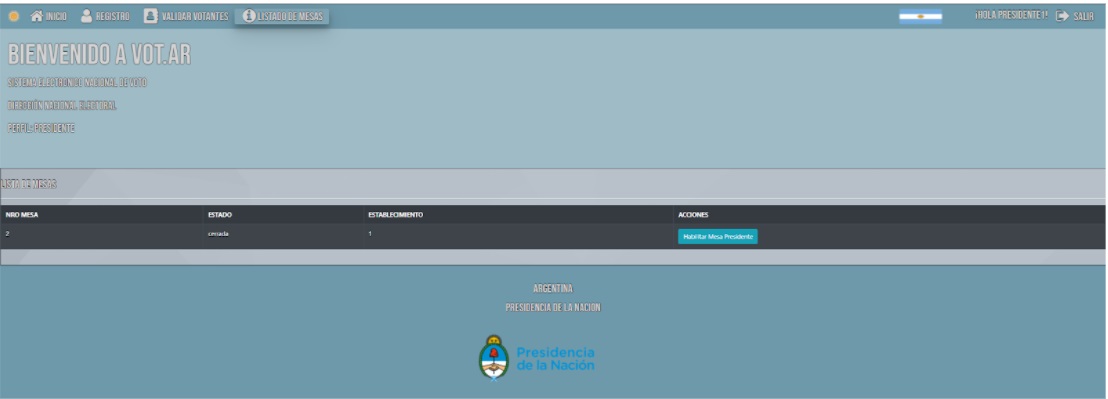 INICIO REGISTRO VALIDAR VOTANTES LISTADO DE MESAS ¡HOLA PRESIDENTE1! SALIR
BIENVENIDO A VOT.AR
SISTEMA ELECTRONICO NACIONAL DE VOTO
DIRECCIÓN NACIONAL ELECTORAL
PERFIL: PRESIDENTE
LISTA DE MESAS
NRO MESA ESTADO ESTABLECIMIENTO ACCIONES
2 cerrada 1 Habilitar Mesa Presidente
ARGENTINA
PRESIDENCIA DE LA NACION
Presidencia
de la Nación